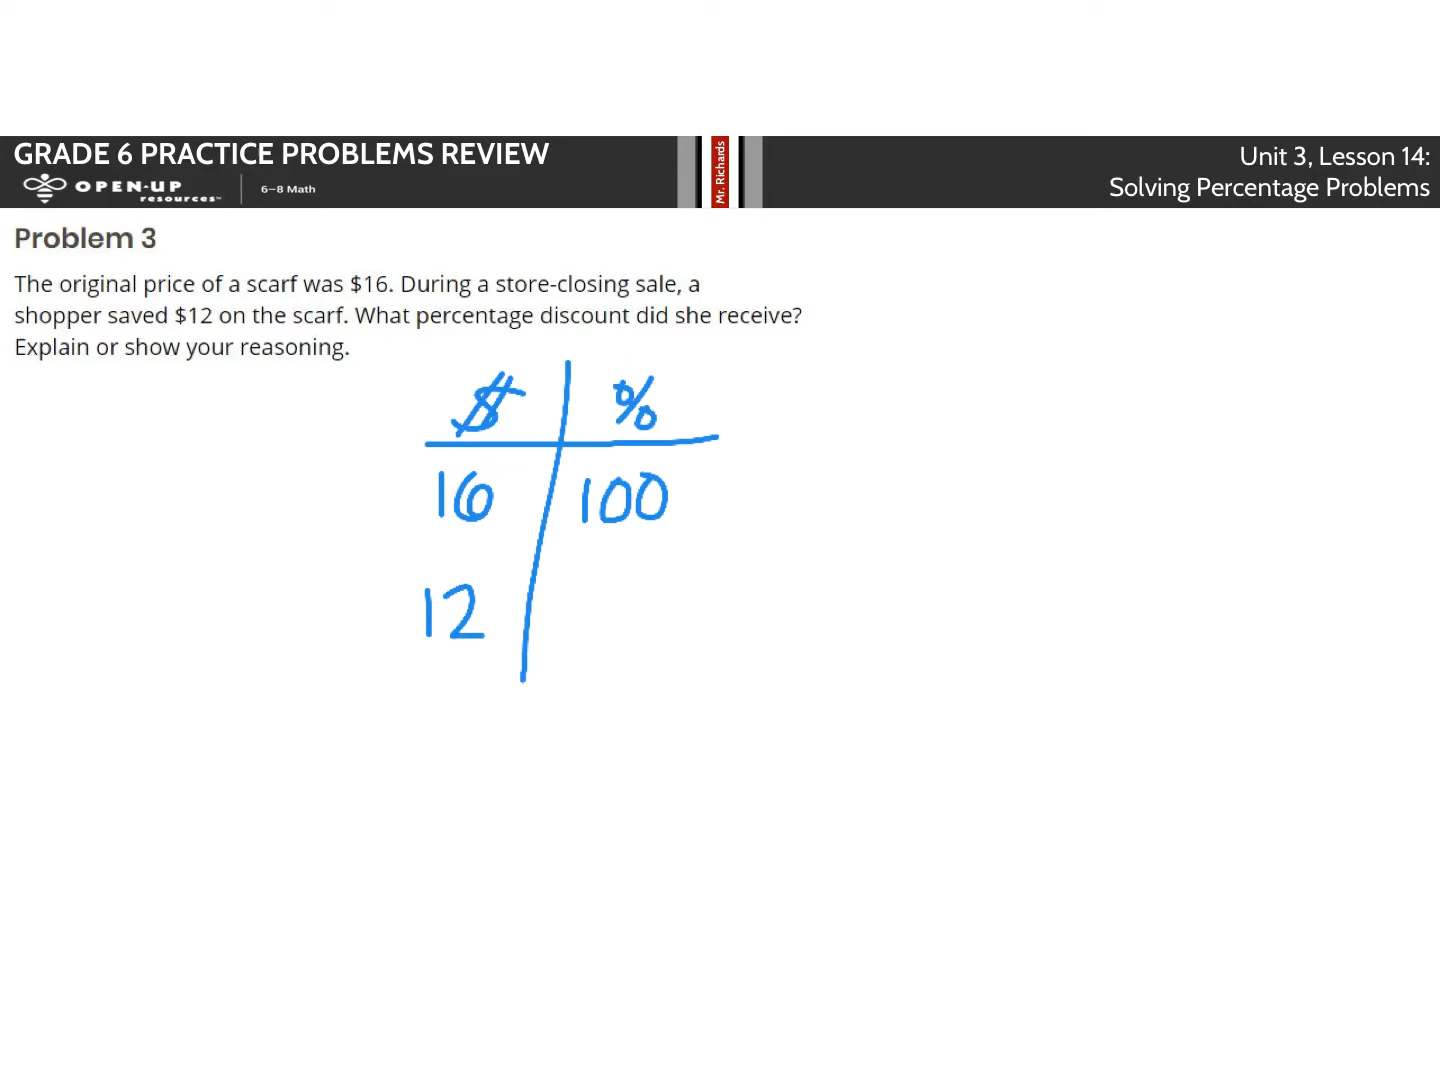 GRADE 6 PRACTICE PROBLEMS REVIEW
OPEN-UP
resources™
6–8 Math
Mr. Richards
Unit 3, Lesson 14:
Solving Percentage Problems
Problem 3
The original price of a scarf was $16. During a store-closing sale, a
shopper saved $12 on the scarf. What percentage discount did she receive?
Explain or show your reasoning.
$ %
16 100
12